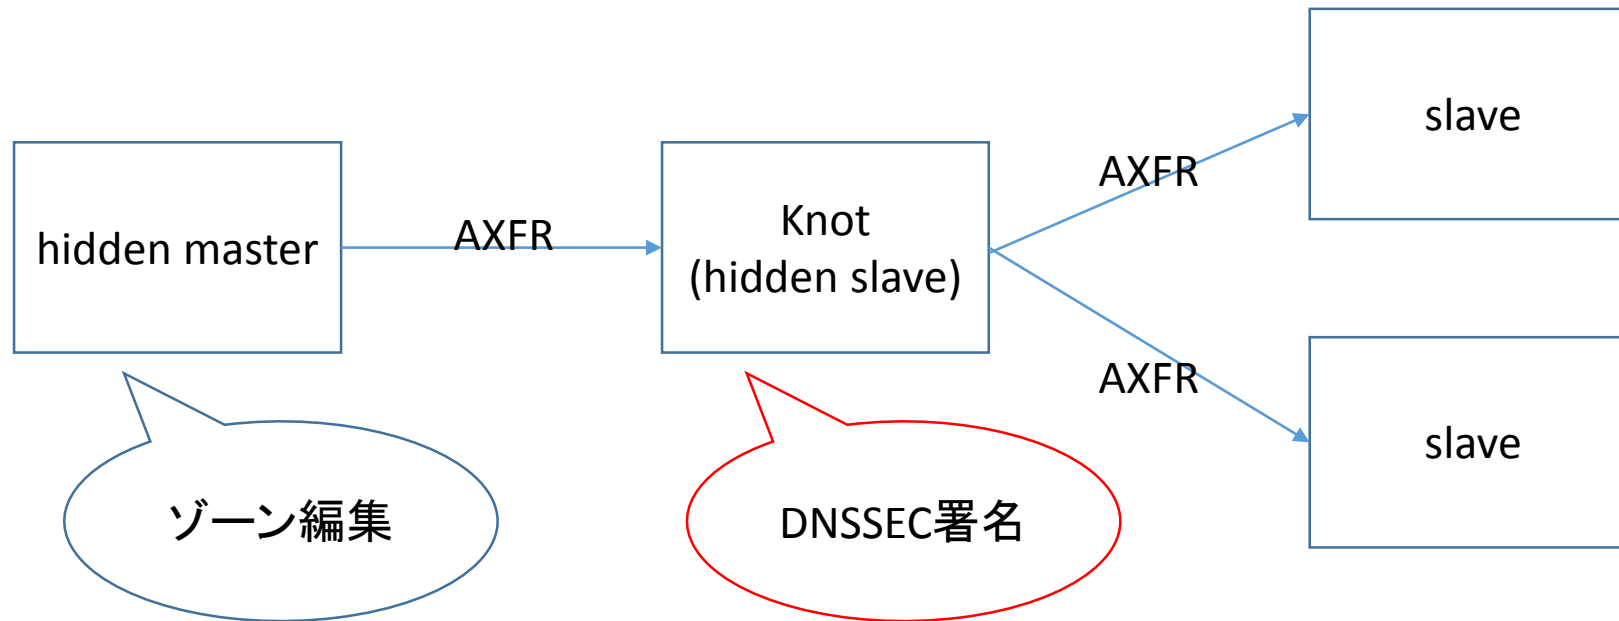 hidden master
AXFR
Knot
(hidden slave)
AXFR
AXFR
slave
slave
ゾーン編集
DNSSEC署名